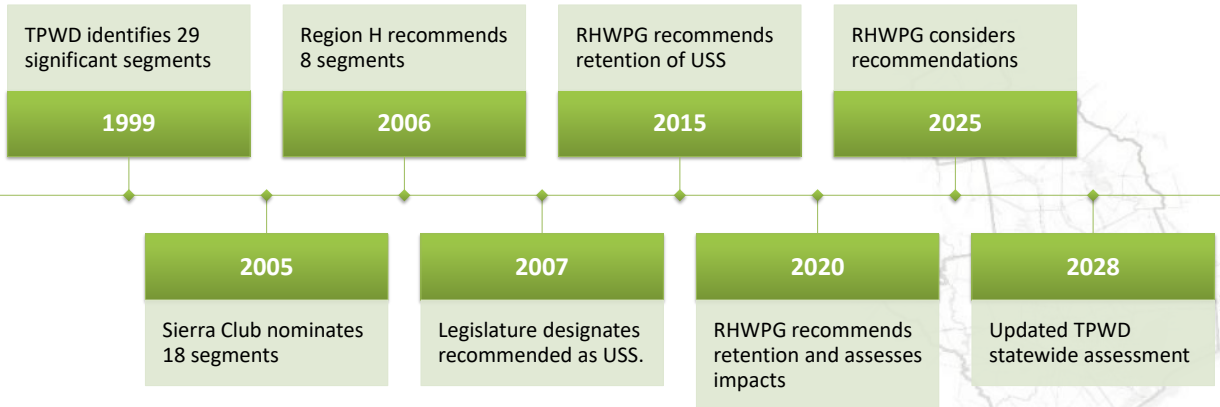 TPWD identifies 29
significant segments
1999
2005
Sierra Club nominates
18 segments
Region H recommends
8 segments
2006
2007
Legislature designates
recommended as USS.
RHWPG recommends
retention of USS
2015
2020
RHWPG recommends
retention and assesses
impacts
RHWPG considers
recommendations
2025
2028
Updated TPWD
statewide assessment